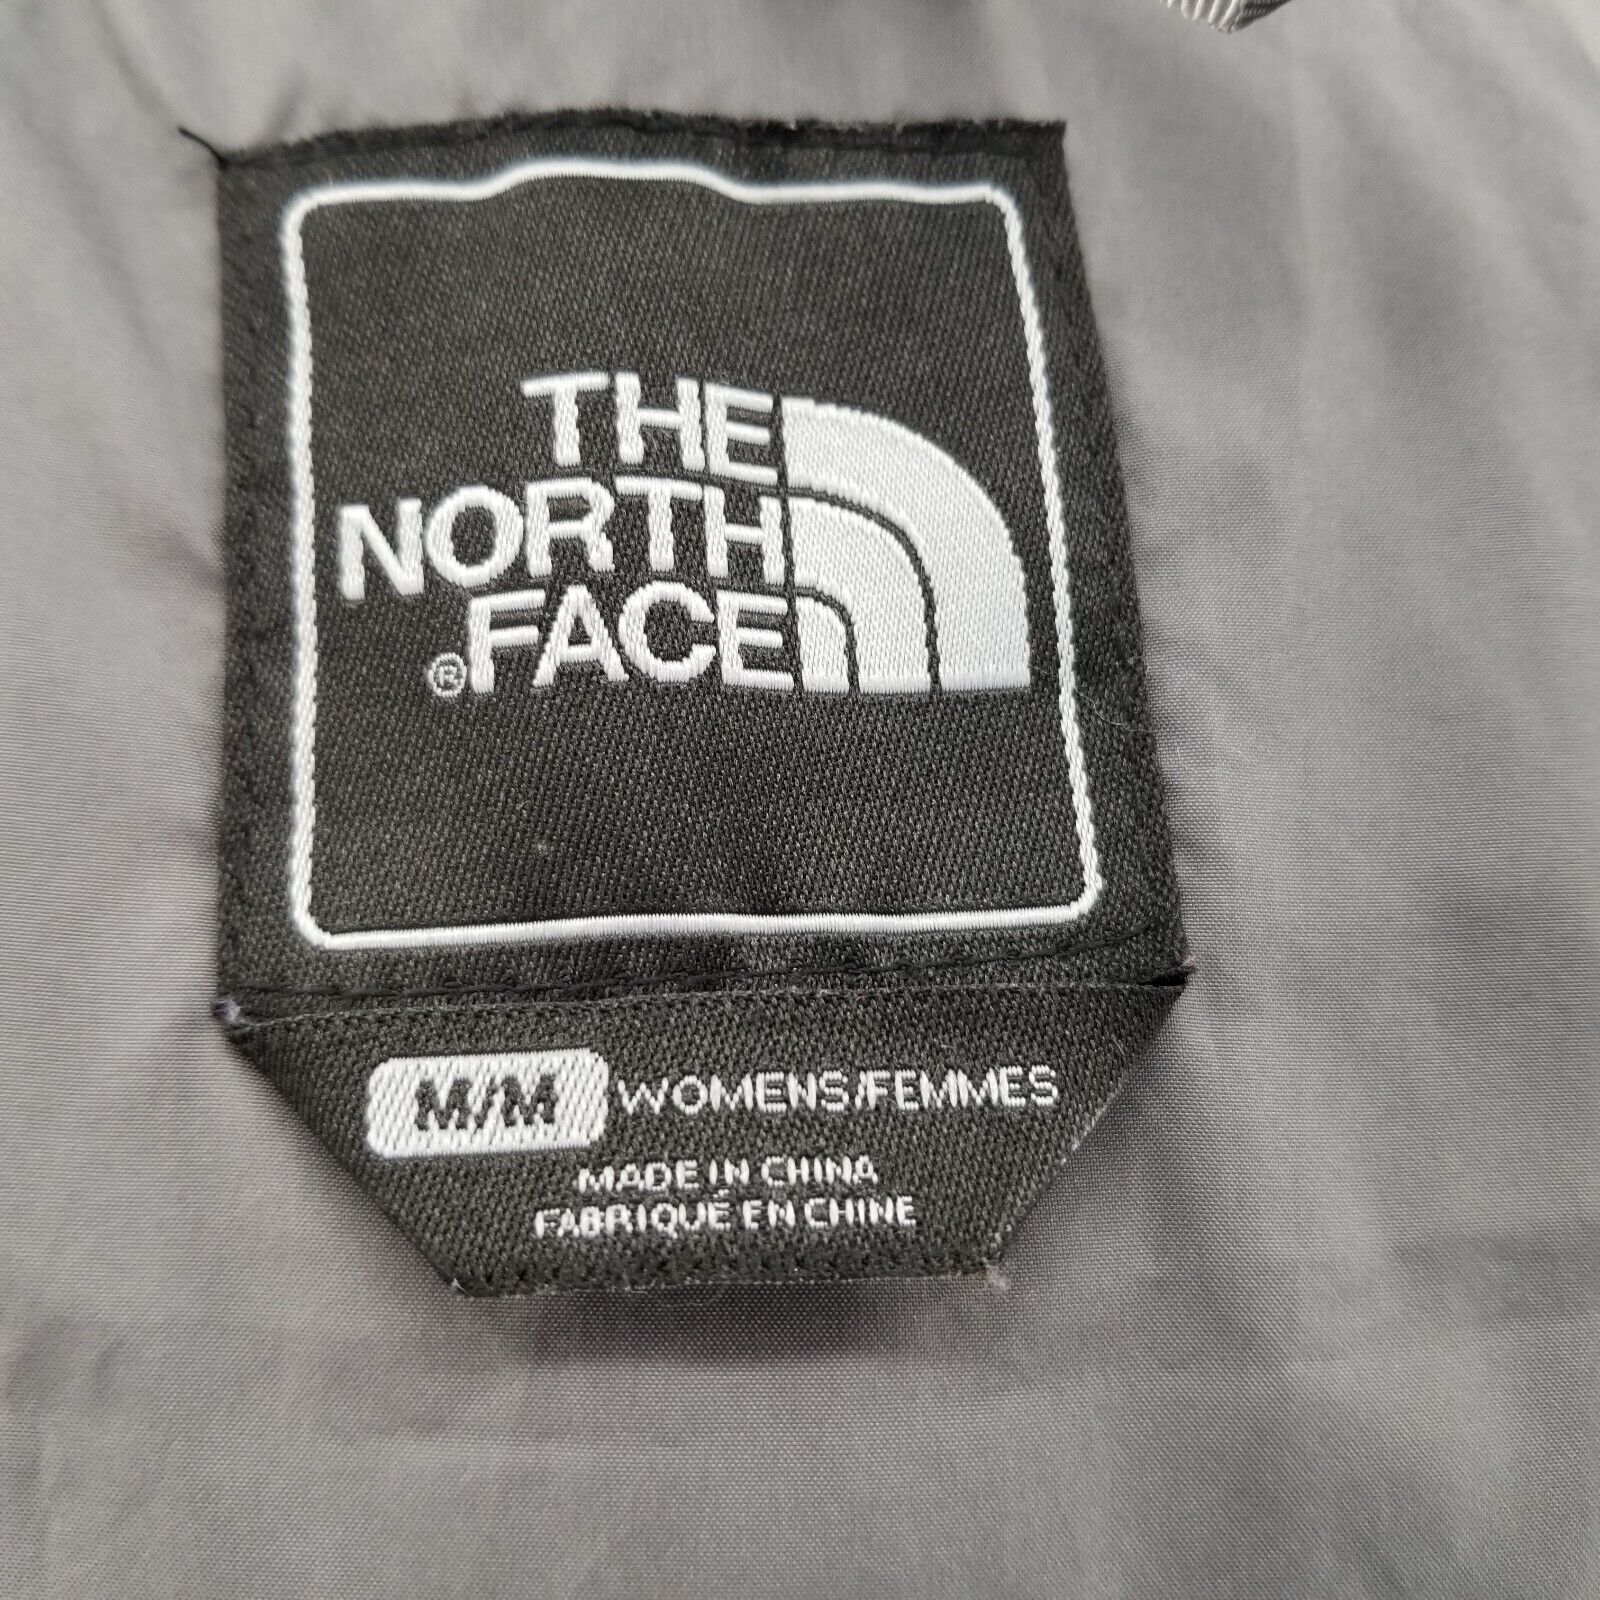 THE
NORTH
® FACE
M/M WOMENS/FEMMES
MADE IN CHINA
FABRIQUÉ EN CHINE